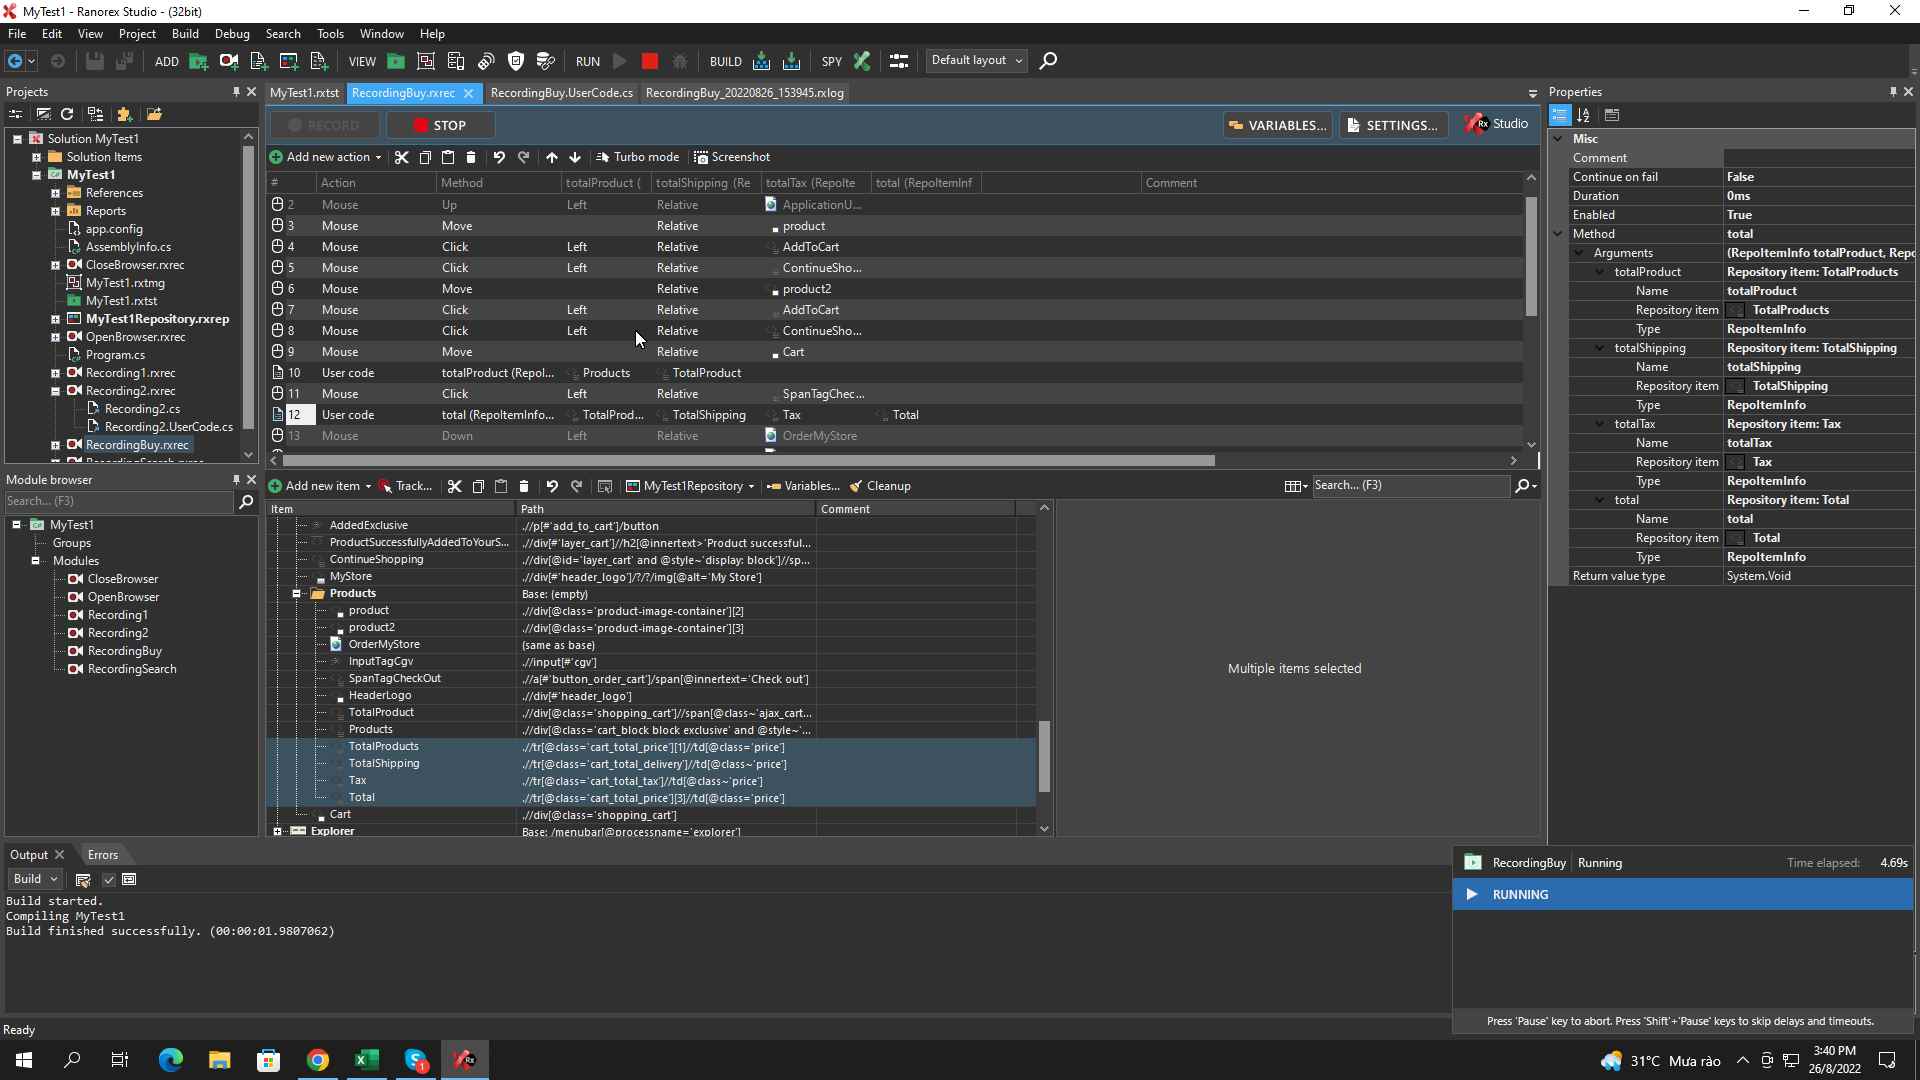 MyTest1 - Ranorex Studio - (32bit)
File Edit View Project Build Debug Search Tools Window Help
ADD VIEW RUN BUILD SPY Default layout
Projects
Solution MyTest1
Solution Items
MyTest1
References
Reports
app.config
AssemblyInfo.cs
CloseBrowser.rxrec
MyTest1.rxtmg
MyTest1.rxtst
MyTest1Repository.rxrep
OpenBrowser.rxrec
Program.cs
Recording1.rxrec
Recording2.rxrec
Recording2.cs
Recording2.UserCode.cs
RecordingBuy.rxrec
Module browser
Search... (F3)
MyTest1
Groups
Modules
CloseBrowser
OpenBrowser
Recording1
Recording2
RecordingBuy
RecordingSearch
MyTest1.rxtst RecordingBuy.rxrec RecordingBuy.UserCode.cs RecordingBuy_20220826_153945.rxlog
RECORD STOP VARIABLES... SETTINGS... Rx Studio
Add new action Turbo mode Screenshot
# Action Method totalProduct ( totalShipping (Re totalTax (RepoIte total (RepoItemInf Comment
2 Mouse Up Left Relative ApplicationU...
3 Mouse Move Relative product
4 Mouse Click Left Relative AddToCart
5 Mouse Click Left Relative ContinueSho...
6 Mouse Move Relative product2
7 Mouse Click Left Relative AddToCart
8 Mouse Click Left Relative ContinueSho...
9 Mouse Move Relative Cart
10 User code totalProduct (Repol... Products TotalProduct
11 Mouse Click Left Relative SpanTagChec...
12 User code total (RepoItemInfo... TotalProd... TotalShipping Tax Total
13 Mouse Down Left Relative OrderMyStore
Add new item Track... MyTest1Repository Variables... Cleanup Search... (F3)
Item Path Comment
AddedExclusive .//p[#'add_to_cart']/button
ProductSuccessfullyAddedToYourS... .//div[#'layer_cart']//h2[@innertext>'Product successful...
ContinueShopping .//div[@id='layer_cart' and @style~'display: block']//sp...
MyStore .//div[#'header_logo']/?/?/img[@alt='My Store']
Products Base: (empty)
product .//div[@class='product-image-container'][2]
product2 .//div[@class='product-image-container'][3]
OrderMyStore (same as base)
InputTagCgv .//input[#'cgv']
SpanTagCheckOut .//a[#'button_order_cart']/span[@innertext='Check out']
HeaderLogo .//div[#'header_logo']
TotalProduct .//div[@class='shopping_cart']//span[@class~'ajax_cart...
Products .//div[@class='cart_block block exclusive' and @style~'...
TotalProducts .//tr[@class='cart_total_price'][1]//td[@class='price']
TotalShipping .//tr[@class='cart_total_delivery']//td[@class~'price']
Tax .//tr[@class='cart_total_tax']//td[@class~'price']
Total .//tr[@class='cart_total_price'][3]//td[@class='price']
Cart .//div[@class='shopping_cart']
Explorer Base: /menubar[@processname='explorer']
Multiple items selected
Properties
Misc
Comment
Continue on fail False
Duration 0ms
Enabled True
Method total
Arguments (RepoItemInfo totalProduct, Repo
totalProduct Repository item: TotalProducts
Name totalProduct
Repository item TotalProducts
Type RepoItemInfo
totalShipping Repository item: TotalShipping
Name totalShipping
Repository item TotalShipping
Type RepoItemInfo
totalTax Repository item: Tax
Name totalTax
Repository item Tax
Type RepoItemInfo
total Repository item: Total
Name total
Repository item Total
Type RepoItemInfo
Return value type System.Void
Output Errors
Build
Build started.
Compiling MyTest1
Build finished successfully. (00:00:01.9807062)
RecordingBuy Running Time elapsed: 4.69s
RUNNING
Press 'Pause' key to abort. Press 'Shift'+'Pause' keys to skip delays and timeouts.
Ready
1
Rx
31°C Mưa rào
3:40 PM
26/8/2022